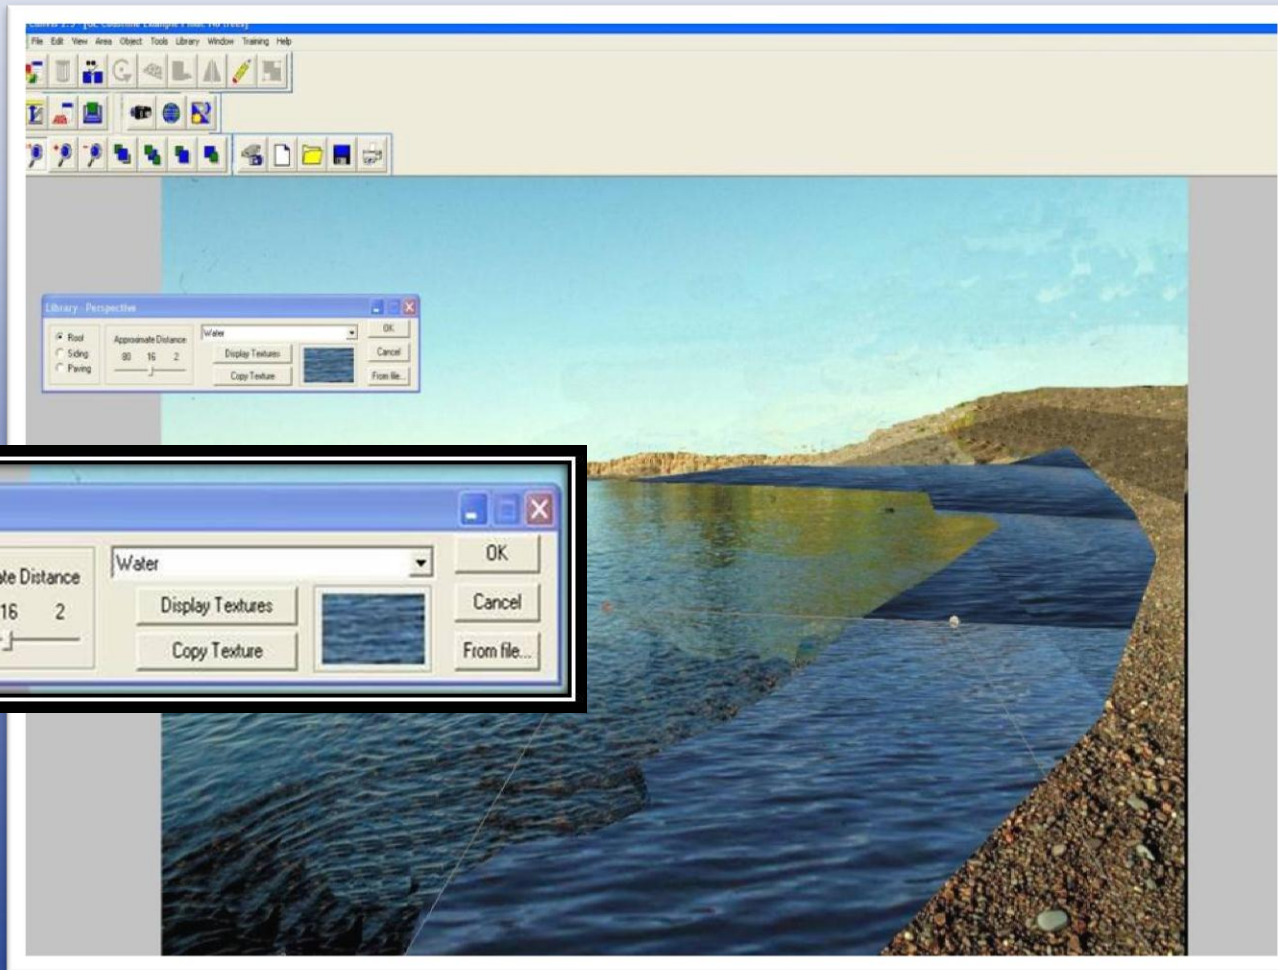 File Edit View Area Object Tools Library Window Training Help
Library - Perspective
Roof
Siding
Paving
Approximate Distance
80 16 2
Water
Display Textures
Copy Texture
OK
Cancel
From file...
ate Distance
16 2
Water
Display Textures
Copy Texture
OK
Cancel
From file...